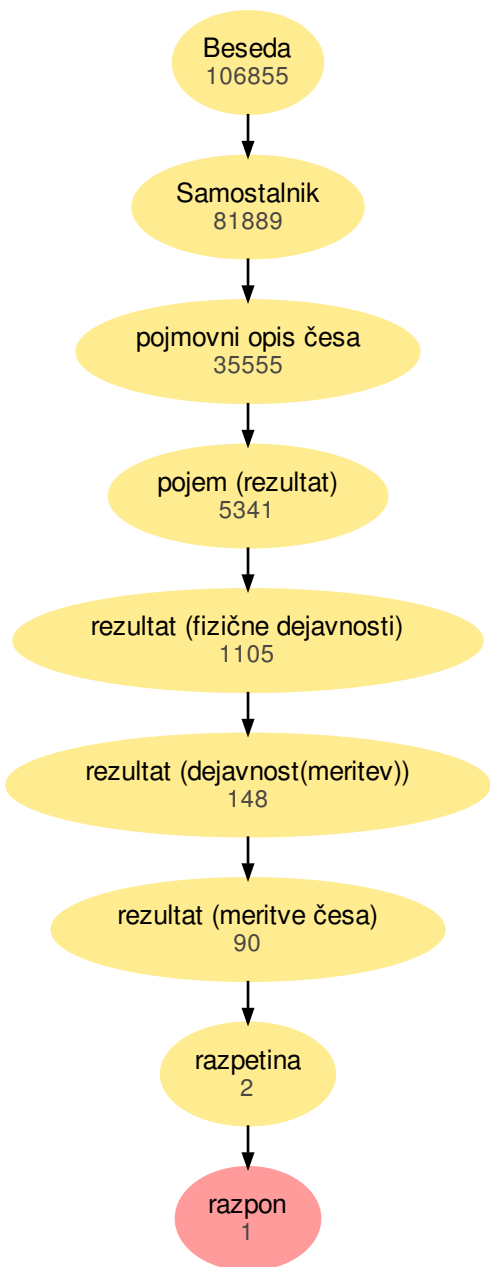 Beseda
106855
Samostalnik
81889
pojmovni opis česa
35555
pojem (rezultat)
5341
rezultat (fizične dejavnosti)
1105
rezultat (dejavnost(meritev))
148
rezultat (meritve česa)
90
razpetina
2
razpon
1